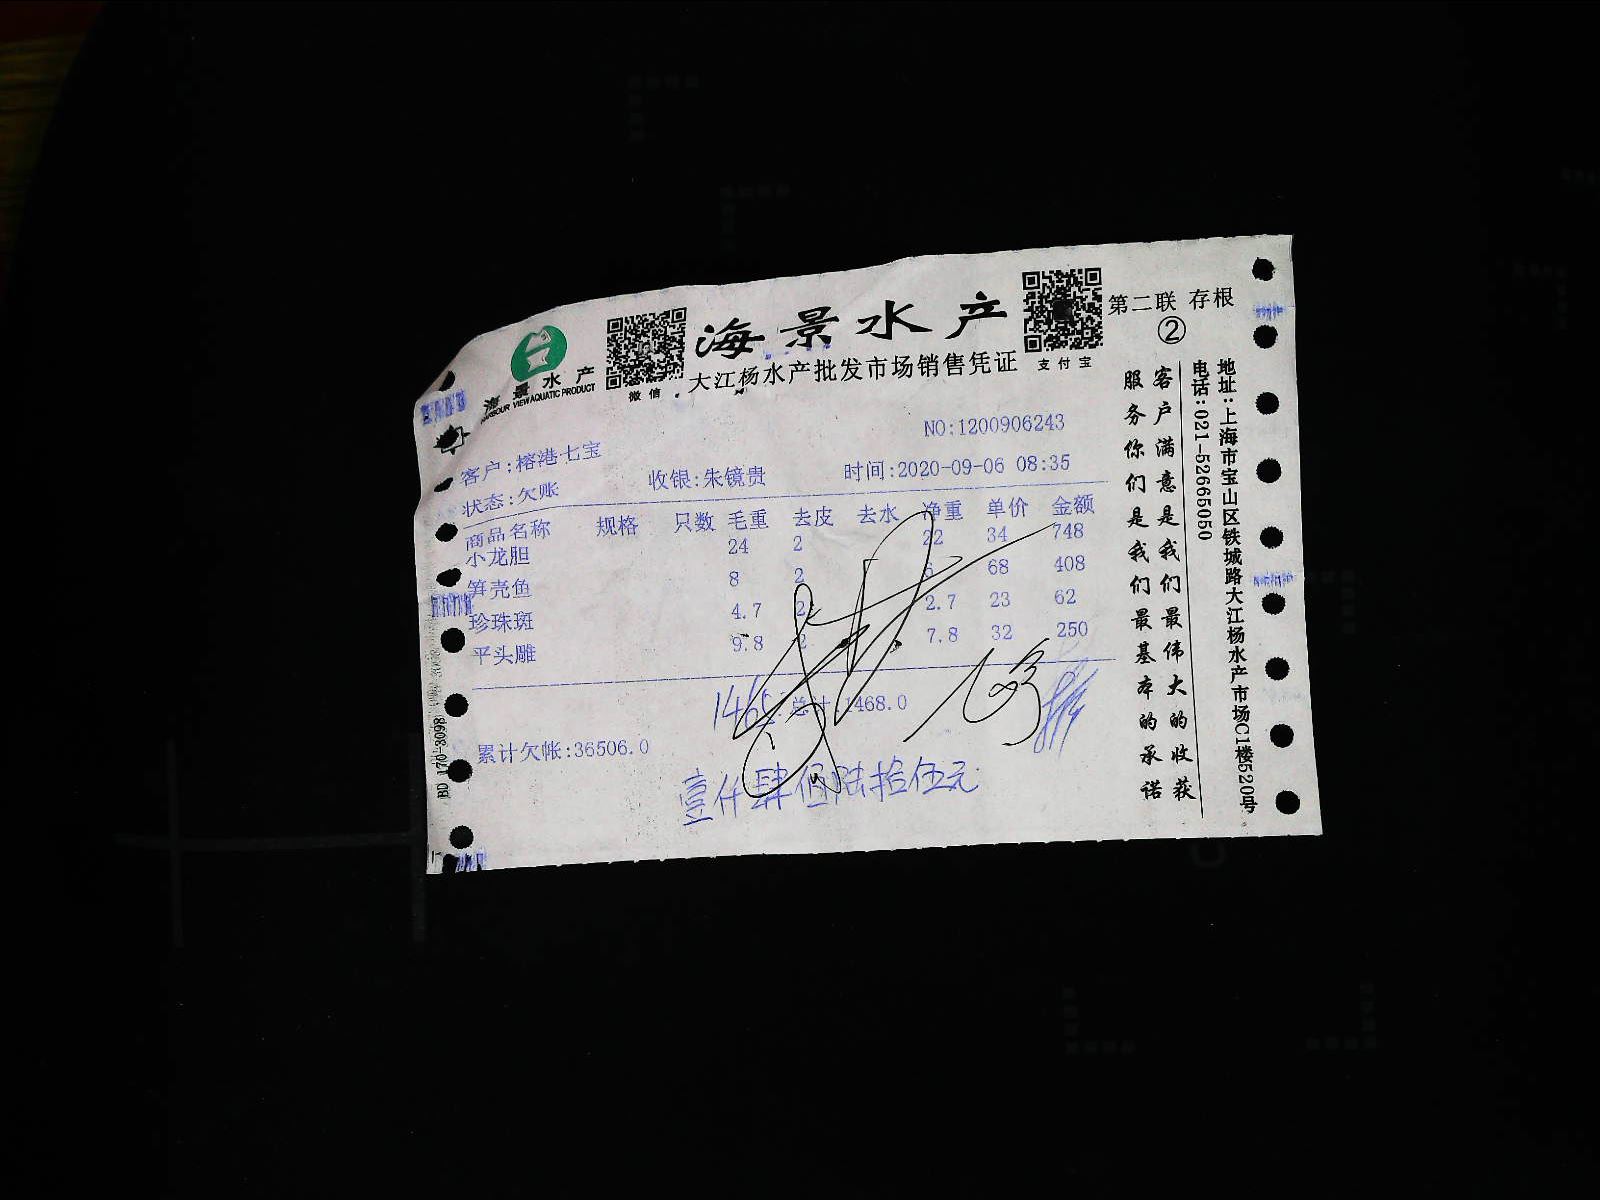 海景水产
HARBOUR VIEW AQUATIC PRODUCT
微信
海景水产
大江杨水产批发市场销售凭证
支付宝
第二联 存根
②
NO:1200906243
客户:榕港七宝
收银:朱镜贵
时间:2020-09-06 08:35
状态:欠账
商品名称 规格 只数 毛重 去皮 去水 净重 单价 金额
小龙胆 24 2 22 34 748
笋壳鱼 8 2 6 68 408
珍珠斑 4.7 2 2.7 23 62
平头雕 9.8 2 7.8 32 250
1465
总计:1468.0
累计欠帐:36506.0
壹仟肆佰陆拾伍元
客户满意是我们最伟大的收获
服务你们是我们最基本的承诺
地址:上海市宝山区铁城路大江杨水产市场C1楼520号
电话:021-52665050
BD 170-3098